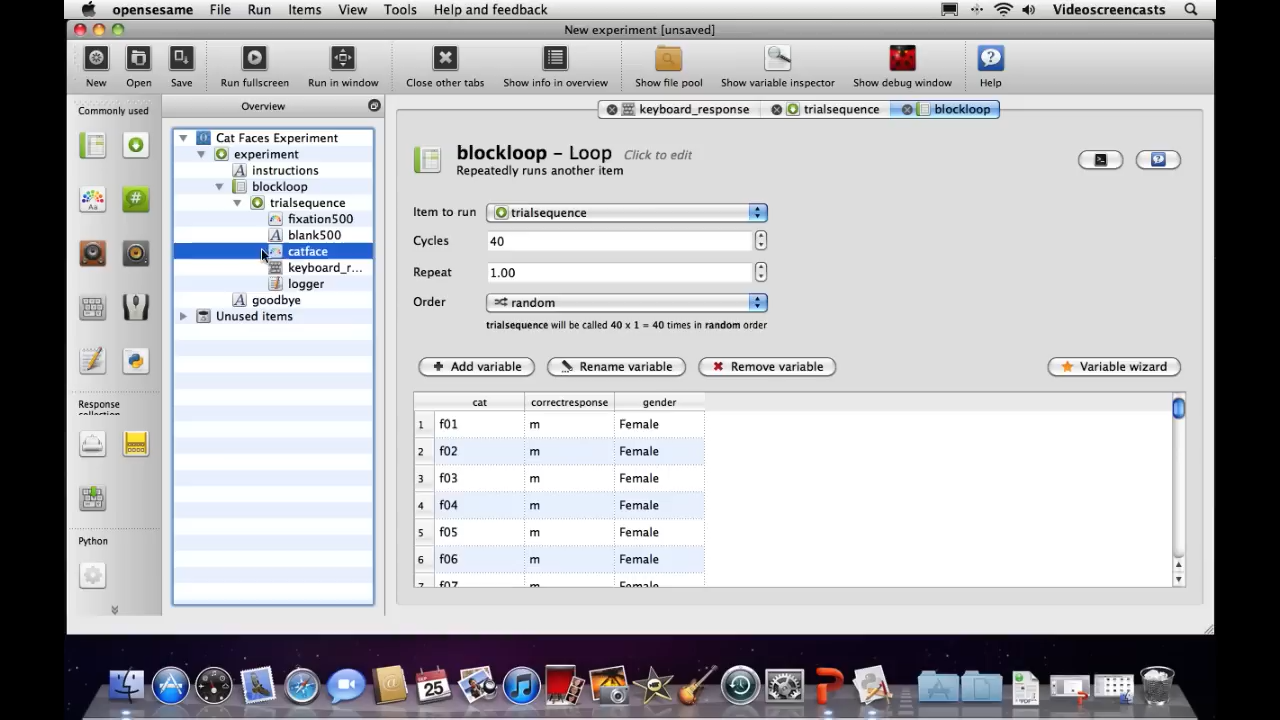 opensesame File Run Items View Tools Help and feedback Videoscreencasts
New experiment [unsaved]
New Open Save Run fullscreen Run in window Close other tabs Show info in overview Show file pool Show variable inspector Show debug window Help
Commonly used
Overview
keyboard_response trialsequence blockloop
Cat Faces Experiment
experiment
instructions
blockloop
trialsequence
fixation500
blank500
catface
keyboard_r...
logger
goodbye
Unused items
Response
collection
Python
blockloop – Loop Click to edit
Repeatedly runs another item
Item to run trialsequence
Cycles 40
Repeat 1.00
Order random
trialsequence will be called 40 x 1 = 40 times in random order
Add variable Rename variable Remove variable Variable wizard
cat correctresponse gender
1 f01 m Female
2 f02 m Female
3 f03 m Female
4 f04 m Female
5 f05 m Female
6 f06 m Female
7 f07 m Female
JUL
25